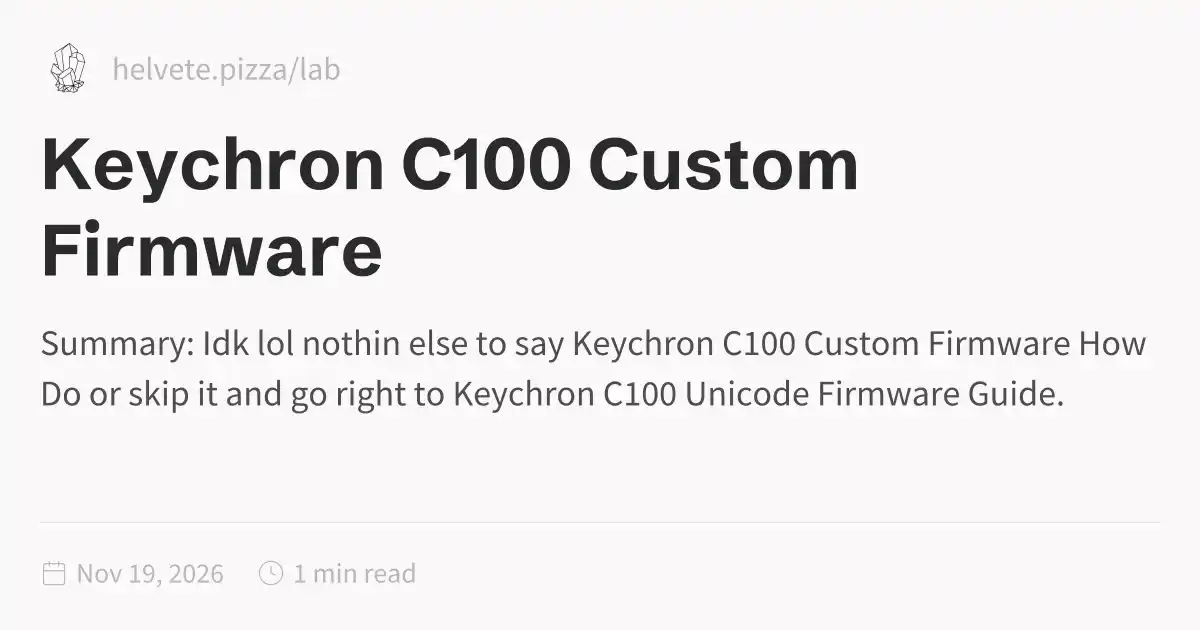 helvete.pizza/lab
Keychron C100 Custom
Firmware
Summary: Idk lol nothin else to say Keychron C100 Custom Firmware How
Do or skip it and go right to Keychron C100 Unicode Firmware Guide.
Nov 19, 2026 1 min read